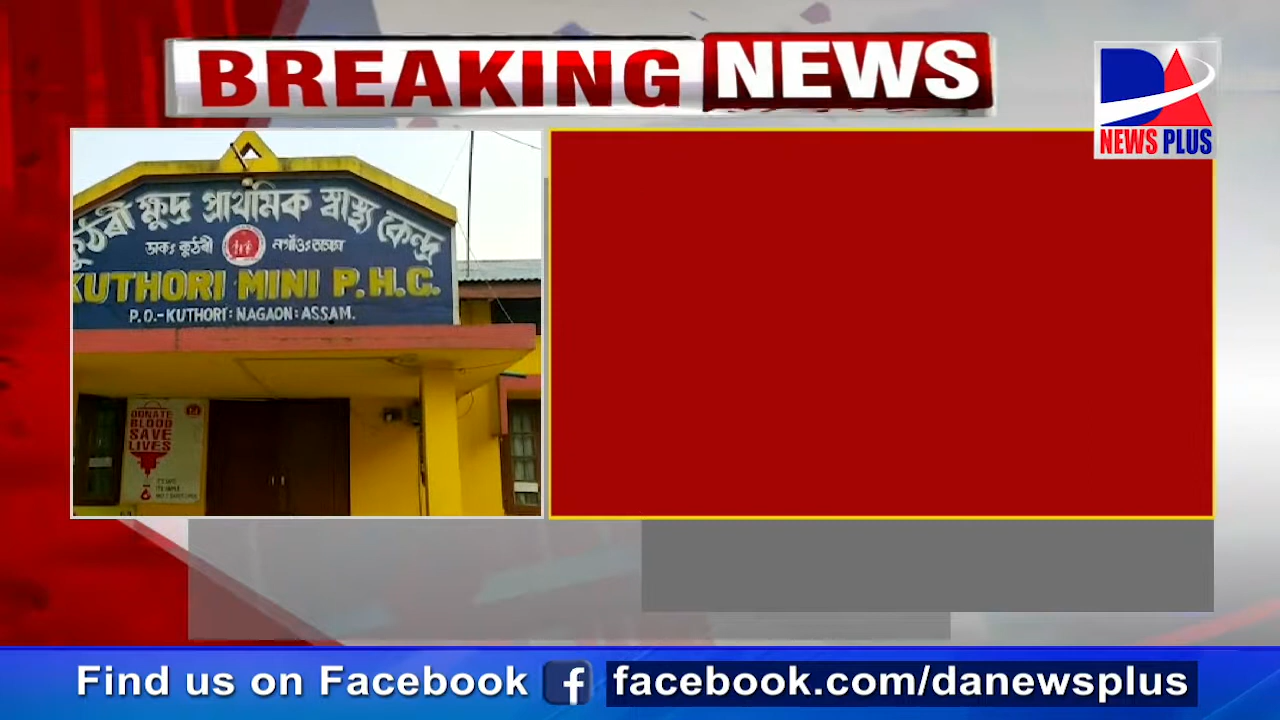 BREAKING NEWS
DA
NEWS PLUS
কুঠৰী ক্ষুদ্ৰ প্ৰাথমিক স্বাস্থ্য কেন্দ্ৰ
ডাকঃ কুঠৰী
KUTHORI MINI P.H.C.
P.O.-KUTHORI: NAGAON: ASSAM.
DONATE
BLOOD
SAVE
LIVES
Find us on Facebook f facebook.com/danewsplus